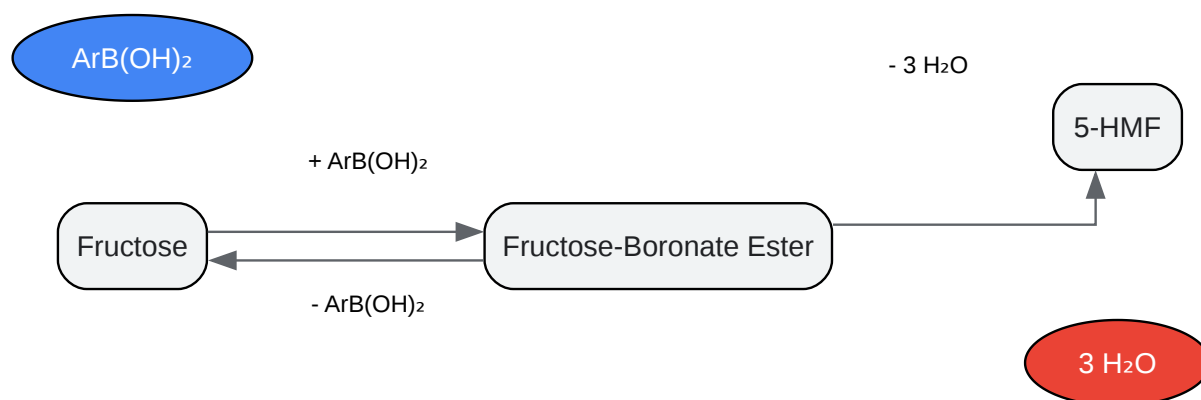 ArB(OH)₂
- 3 H₂O
5-HMF
+ ArB(OH)₂
Fructose
Fructose-Boronate Ester
- ArB(OH)₂
3 H₂O